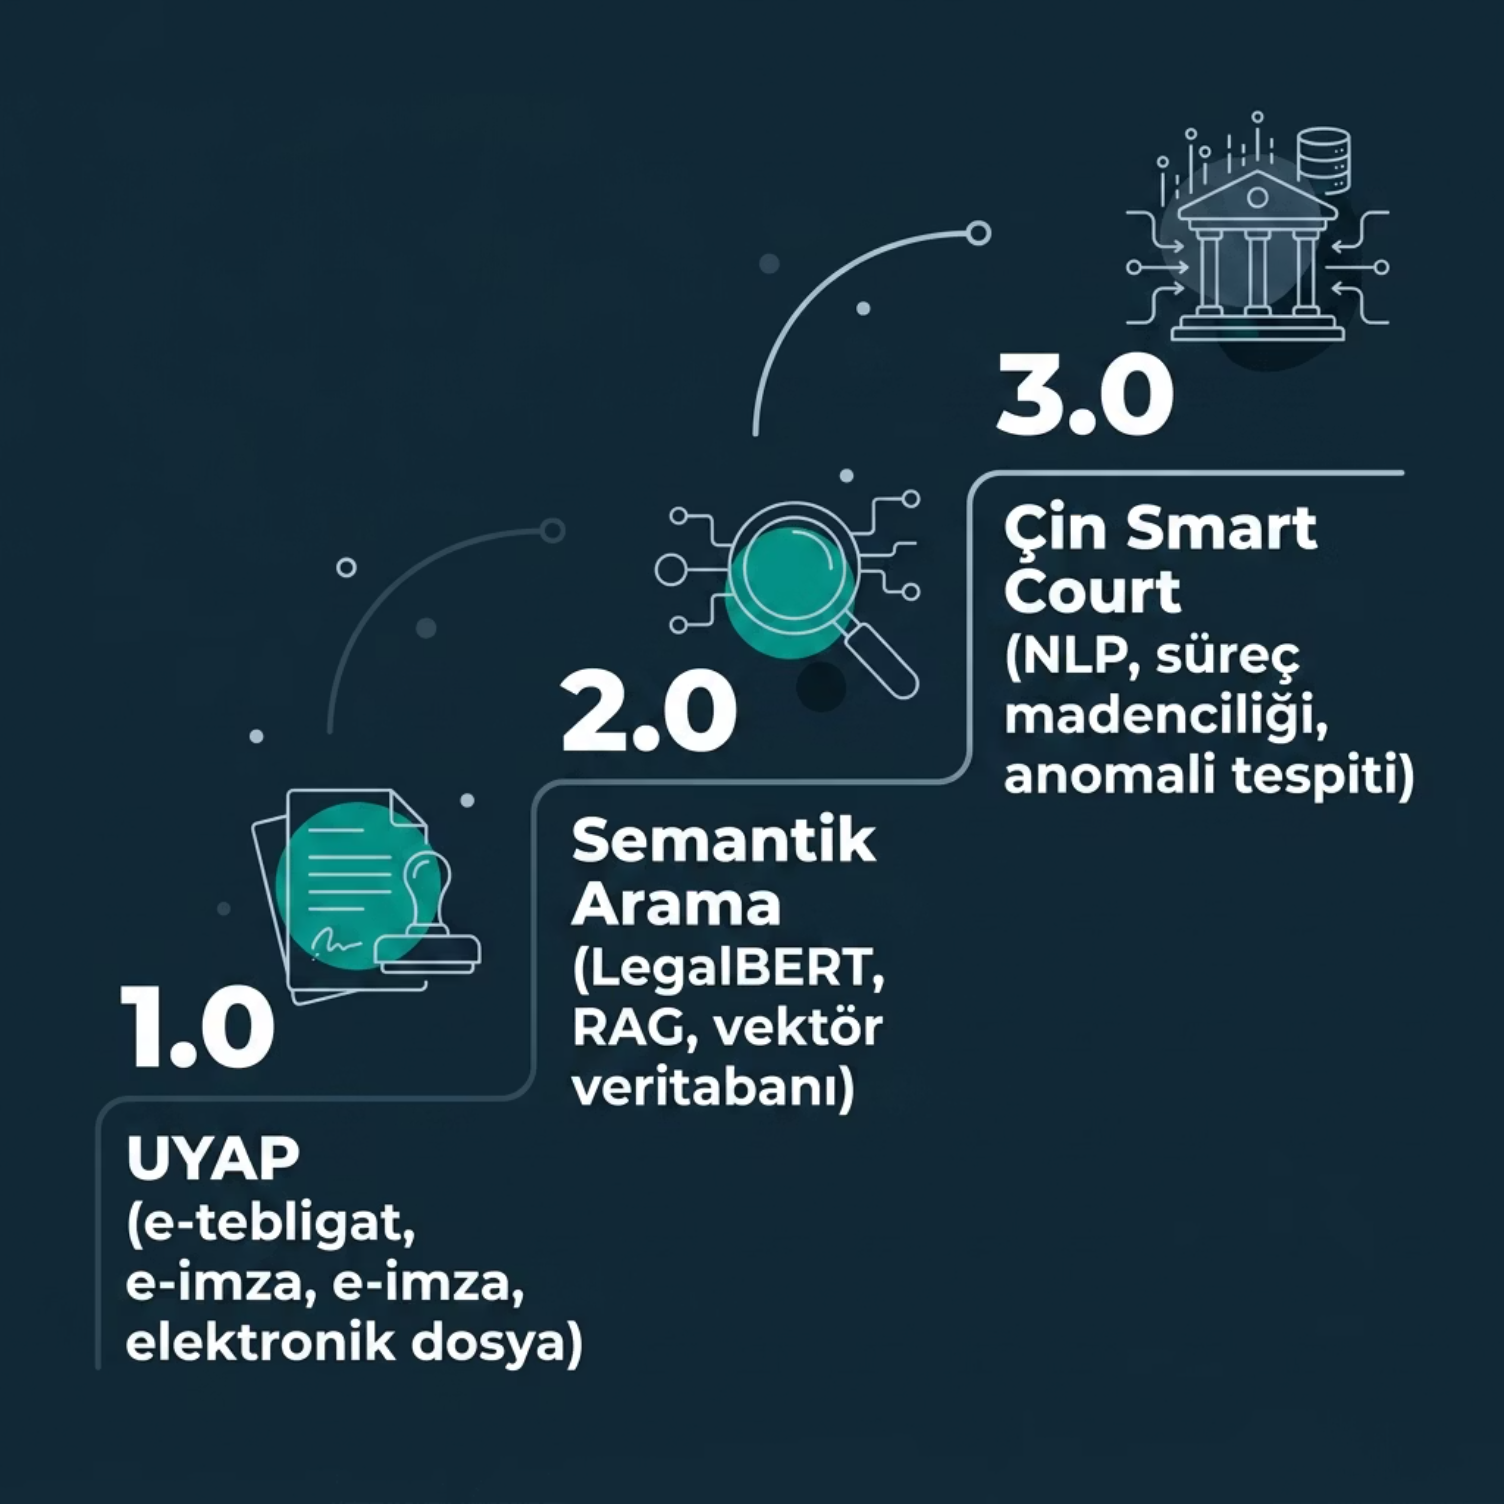 1.0
UYAP
(e-tebligat,
e-imza, e-imza,
elektronik dosya)
2.0
Semantik
Arama
(LegalBERT,
RAG, vektör
veritabanı)
3.0
Çin Smart
Court
(NLP, süreç
madenciliği,
anomali tespiti)